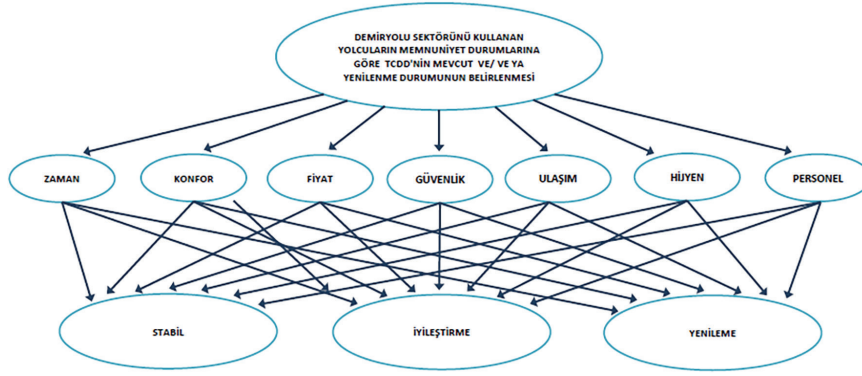 DEMİRYOLU SEKTÖRÜNÜ KULLANAN
YOLCULARIN MEMNUNİYET DURUMLARINA
GÖRE TCDD'NİN MEVCUT VE/ VE YA
YENİLENME DURUMUNUN BELİRLENMESİ
ZAMAN
KONFOR
FİYAT
GÜVENLİK
ULAŞIM
HİJYEN
PERSONEL
STABİL
İYİLEŞTİRME
YENİLEME